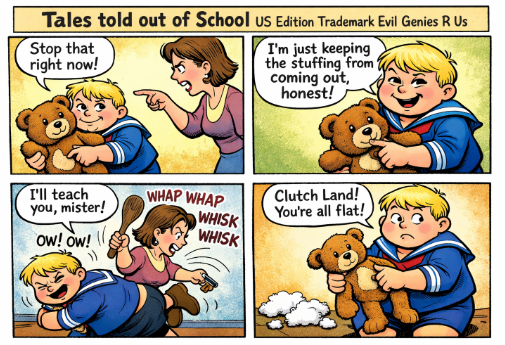 Tales told out of School US Edition Trademark Evil Genies R Us
Stop that
right now!
I'm just keeping
the stuffing from
coming out,
honest!
I'll teach
you, mister!
OW! OW!
WHAP WHAP
WHISK
WHISK
Clutch Land!
You're all flat!